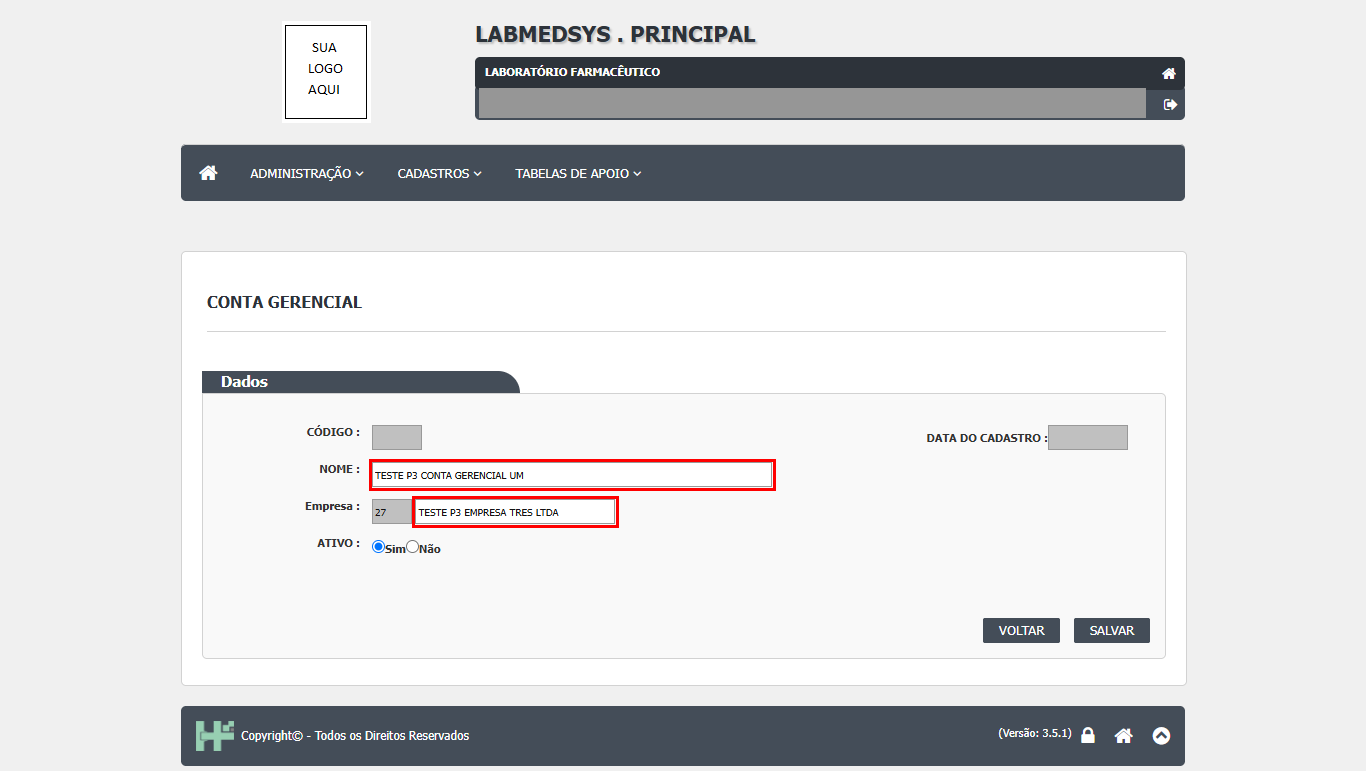 SUA
LOGO
AQUI
LABMEDSYS . PRINCIPAL
LABORATÓRIO FARMACÊUTICO
ADMINISTRAÇÃO CADASTROS TABELAS DE APOIO
CONTA GERENCIAL
Dados
CÓDIGO : DATA DO CADASTRO :
NOME : TESTE P3 CONTA GERENCIAL UM
Empresa : 27 TESTE P3 EMPRESA TRES LTDA
ATIVO : Sim Não
VOLTAR SALVAR
Copyright© - Todos os Direitos Reservados (Versão: 3.5.1)